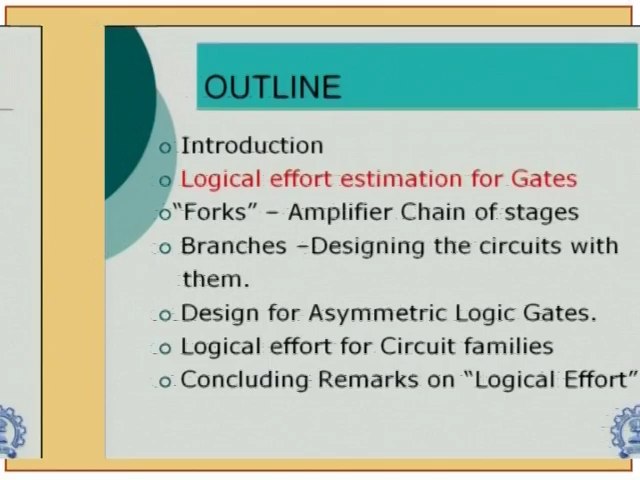 OUTLINE
Introduction
Logical effort estimation for Gates
“Forks” – Amplifier Chain of stages
Branches –Designing the circuits with
them.
Design for Asymmetric Logic Gates.
Logical effort for Circuit families
Concluding Remarks on “Logical Effort”